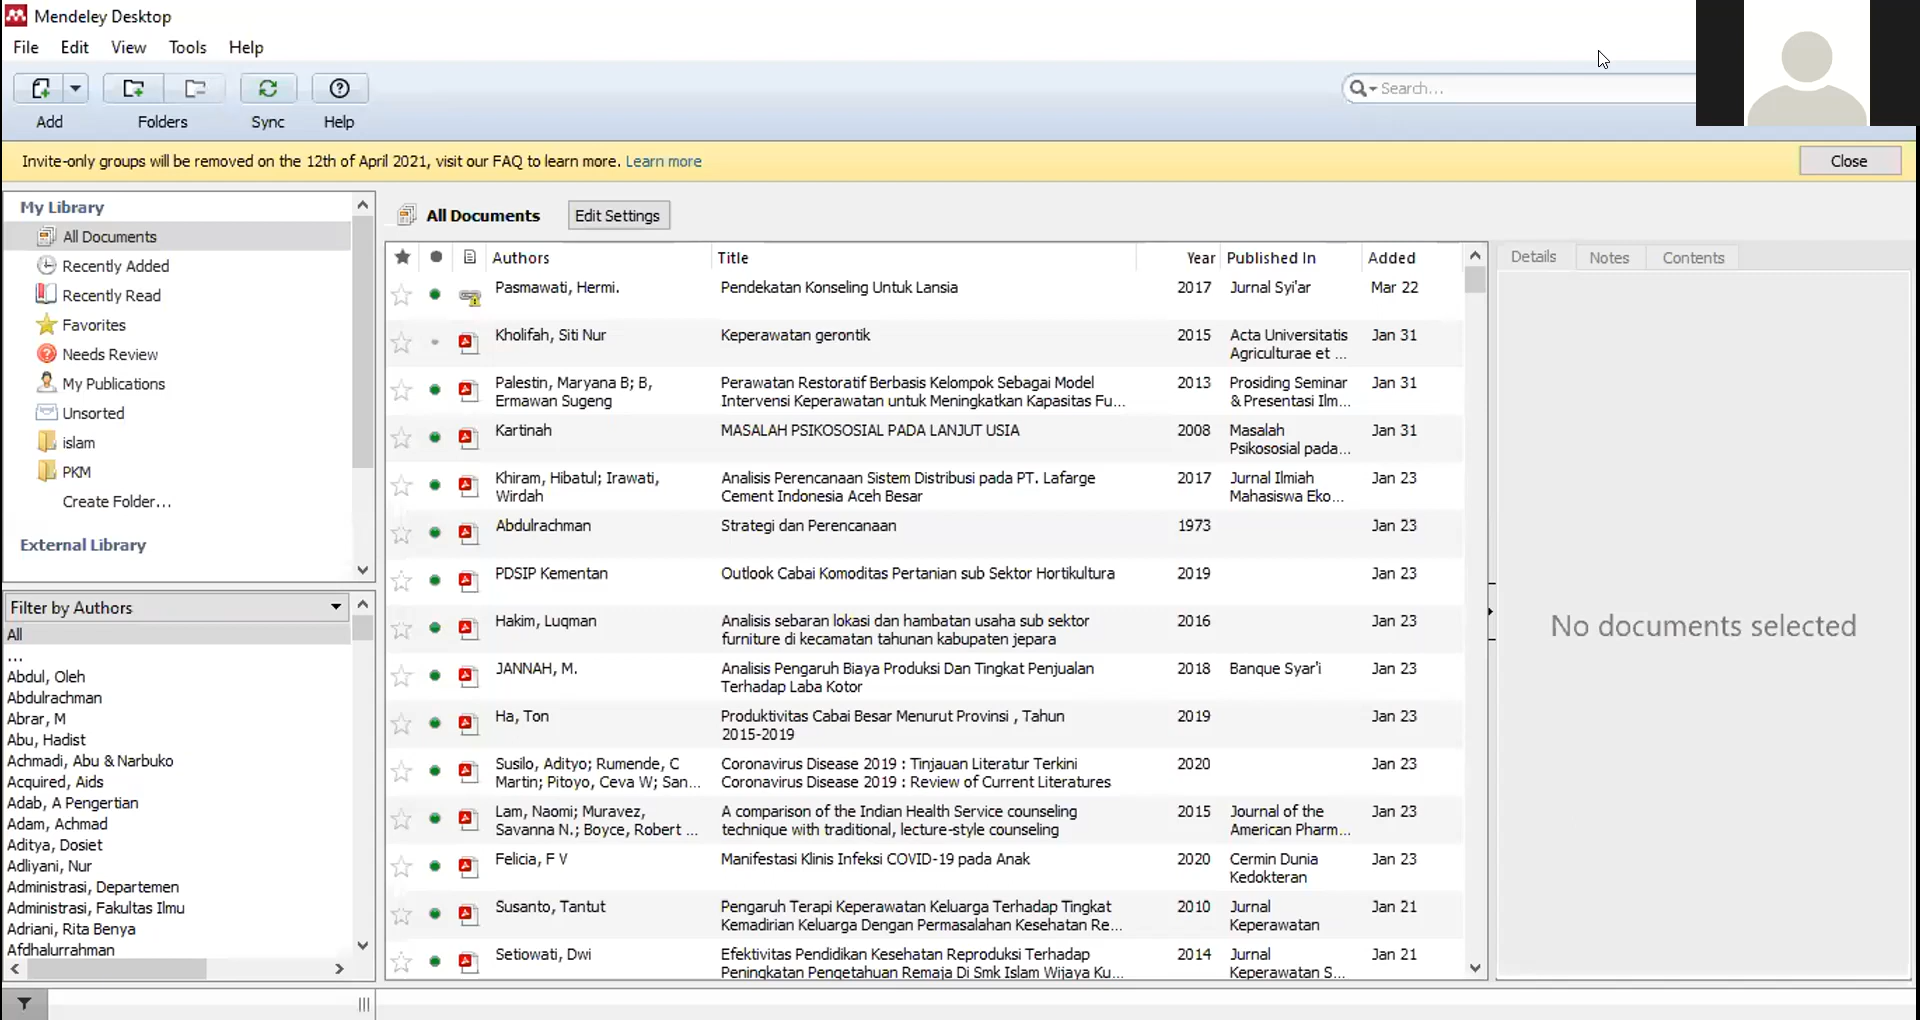 Mendeley Desktop
File Edit View Tools Help
Search...
Add Folders Sync Help
Invite-only groups will be removed on the 12th of April 2021, visit our FAQ to learn more. Learn more
Close
My Library
All Documents
Recently Added
Recently Read
Favorites
Needs Review
My Publications
Unsorted
islam
PKM
Create Folder...
External Library
Filter by Authors
All
...
Abdul, Oleh
Abdulrachman
Abrar, M
Abu, Hadist
Achmadi, Abu & Narbuko
Acquired, Aids
Adab, A Pengertian
Adam, Achmad
Aditya, Dosiet
Adliyani, Nur
Administrasi, Departemen
Administrasi, Fakultas Ilmu
Adriani, Rita Benya
Afdhalurrahman
All Documents Edit Settings
Authors Title Year Published In Added
Pasmawati, Hermi. Pendekatan Konseling Untuk Lansia 2017 Jurnal Syi'ar Mar 22
Kholifah, Siti Nur Keperawatan gerontik 2015 Acta Universitatis Jan 31
Agriculturae et ...
Palestin, Maryana B; B, Perawatan Restoratif Berbasis Kelompok Sebagai Model 2013 Prosiding Seminar Jan 31
Ermawan Sugeng Intervensi Keperawatan untuk Meningkatkan Kapasitas Fu... & Presentasi Ilm...
Kartinah MASALAH PSIKOSOSIAL PADA LANJUT USIA 2008 Masalah Jan 31
Psikososial pada...
Khiram, Hibatul; Irawati, Analisis Perencanaan Sistem Distribusi pada PT. Lafarge 2017 Jurnal Ilmiah Jan 23
Wirdah Cement Indonesia Aceh Besar Mahasiswa Eko...
Abdulrachman Strategi dan Perencanaan 1973 Jan 23
PDSIP Kementan Outlook Cabai Komoditas Pertanian sub Sektor Hortikultura 2019 Jan 23
Hakim, Luqman Analisis sebaran lokasi dan hambatan usaha sub sektor 2016 Jan 23
furniture di kecamatan tahunan kabupaten jepara
JANNAH, M. Analisis Pengaruh Biaya Produksi Dan Tingkat Penjualan 2018 Banque Syar'i Jan 23
Terhadap Laba Kotor
Ha, Ton Produktivitas Cabai Besar Menurut Provinsi , Tahun 2019 Jan 23
2015-2019
Susilo, Adityo; Rumende, C Coronavirus Disease 2019 : Tinjauan Literatur Terkini 2020 Jan 23
Martin; Pitoyo, Ceva W; San... Coronavirus Disease 2019 : Review of Current Literatures
Lam, Naomi; Muravez, A comparison of the Indian Health Service counseling 2015 Journal of the Jan 23
Savanna N.; Boyce, Robert ... technique with traditional, lecture-style counseling American Pharm...
Felicia, F V Manifestasi Klinis Infeksi COVID-19 pada Anak 2020 Cermin Dunia Jan 23
Kedokteran
Susanto, Tantut Pengaruh Terapi Keperawatan Keluarga Terhadap Tingkat 2010 Jurnal Jan 21
Kemadirian Keluarga Dengan Permasalahan Kesehatan Re... Keperawatan
Setiowati, Dwi Efektivitas Pendidikan Kesehatan Reproduksi Terhadap 2014 Jurnal Jan 21
Peningkatan Pengetahuan Remaja Di Smk Islam Wijaya Ku... Keperawatan S...
Details Notes Contents
No documents selected